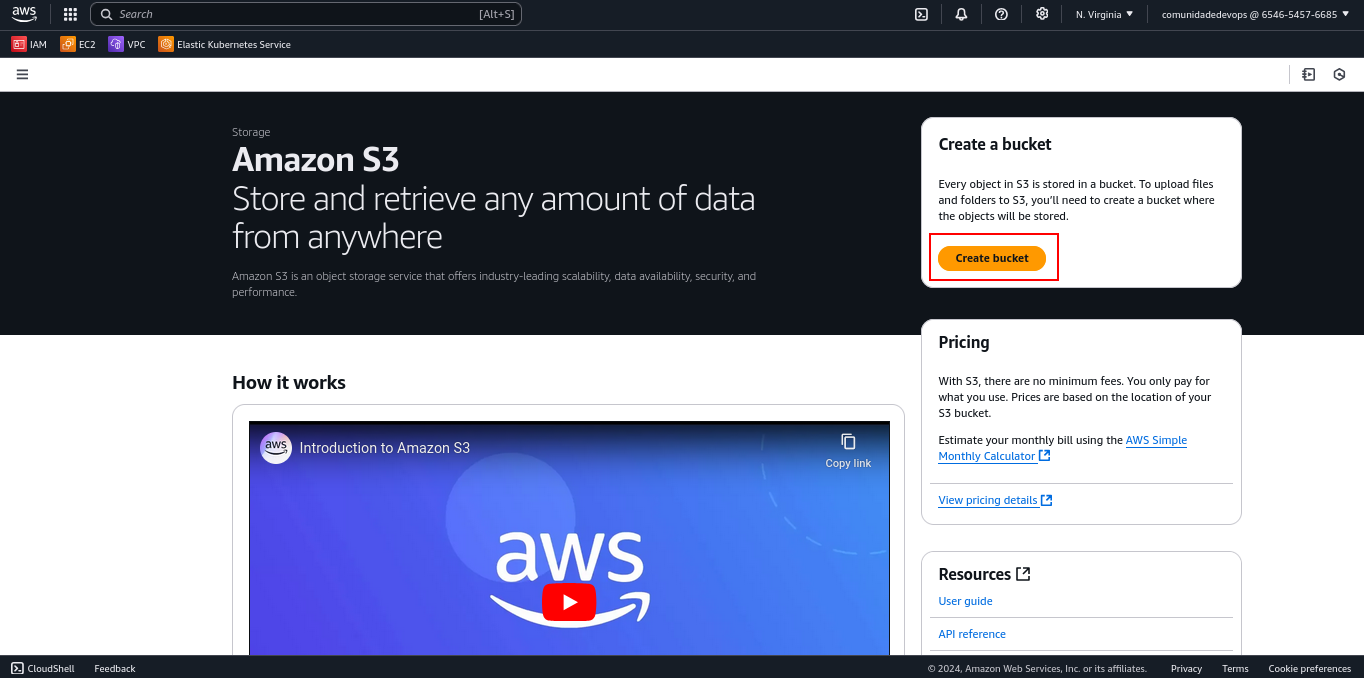 aws
Search
[Alt+S]
N. Virginia
comunidadedevops @ 6546-5457-6685
IAM
EC2
VPC
Elastic Kubernetes Service
Storage
Amazon S3
Store and retrieve any amount of data
from anywhere
Amazon S3 is an object storage service that offers industry-leading scalability, data availability, security, and
performance.
Create a bucket
Every object in S3 is stored in a bucket. To upload files
and folders to S3, you'll need to create a bucket where
the objects will be stored.
Create bucket
Pricing
With S3, there are no minimum fees. You only pay for
what you use. Prices are based on the location of your
S3 bucket.
Estimate your monthly bill using the AWS Simple
Monthly Calculator
View pricing details
How it works
aws
Introduction to Amazon S3
Copy link
aws
Resources
User guide
API reference
CloudShell
Feedback
© 2024, Amazon Web Services, Inc. or its affiliates.
Privacy
Terms
Cookie preferences